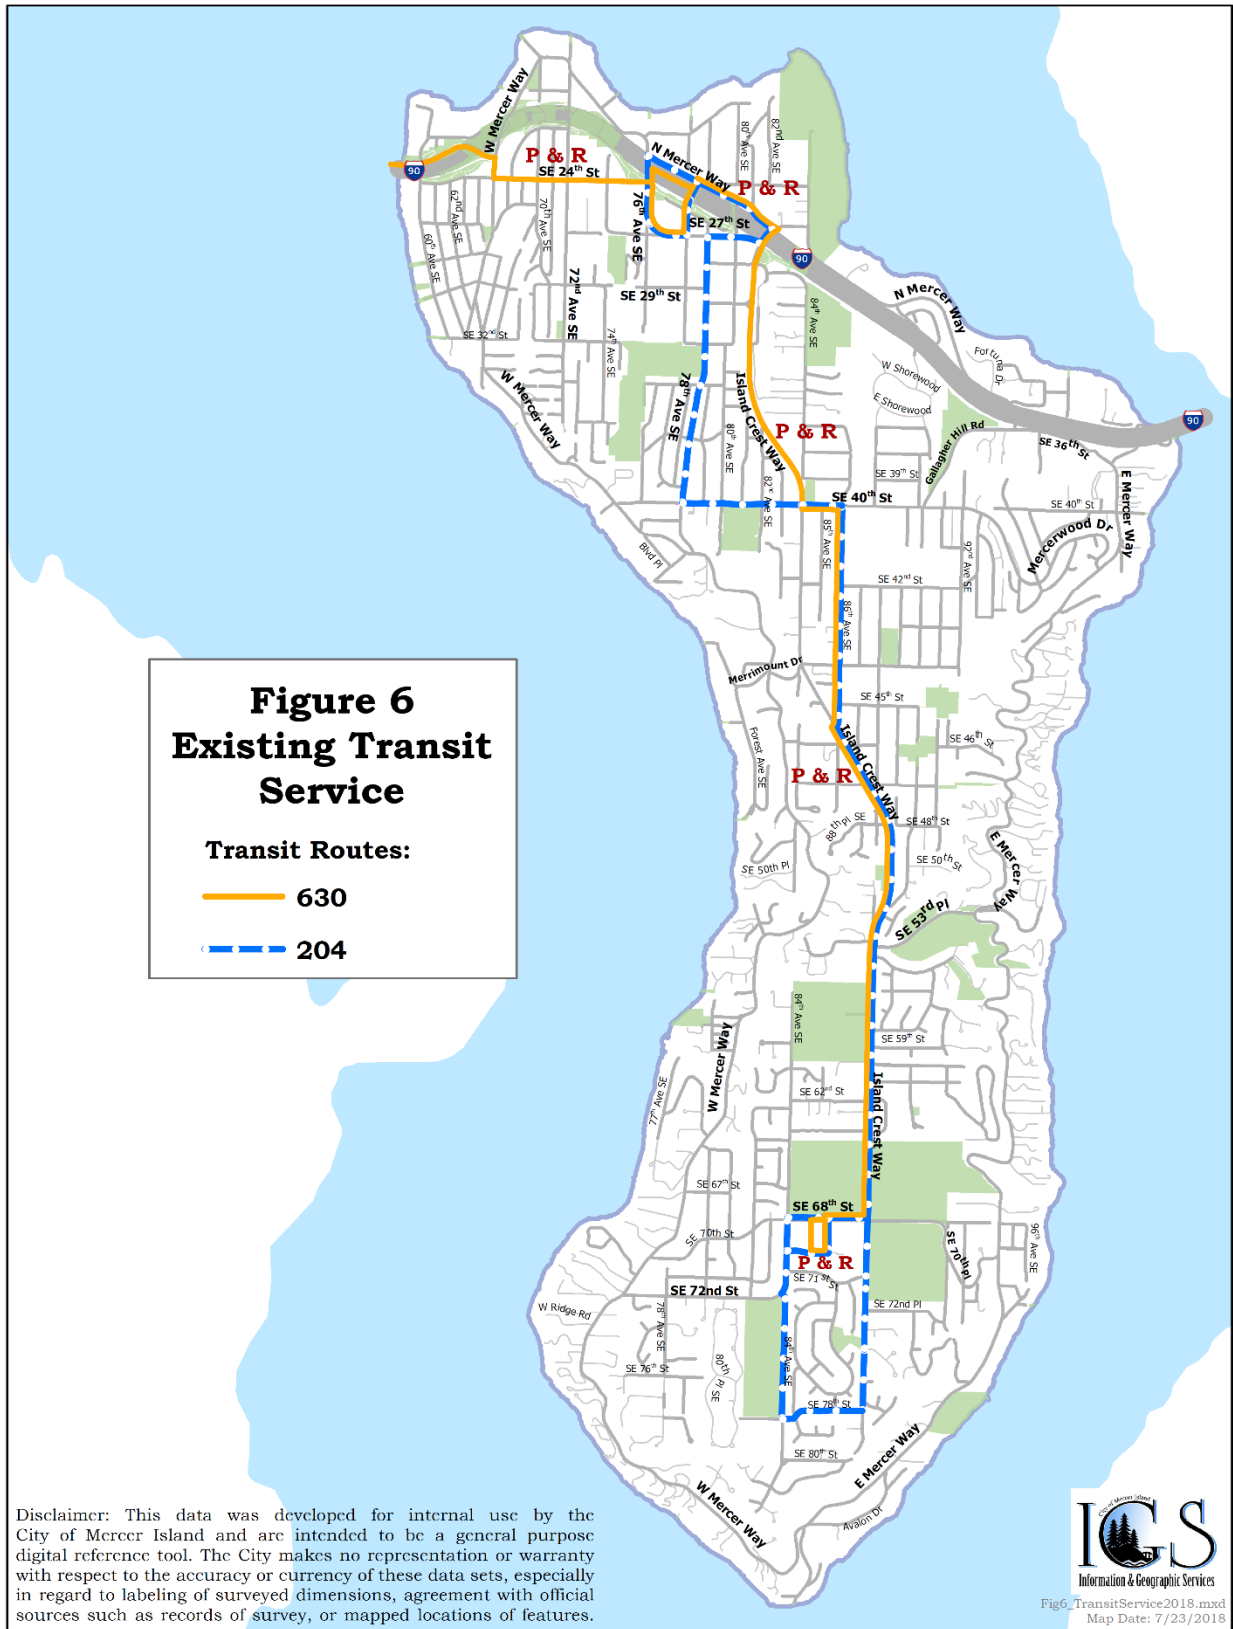 W Mercer Way
P & R
SE 24th St
90
N Mercer Way
80th Ave SE
82nd Ave SE
P & R
62nd Ave SE
60th Ave SE
70th Ave SE
76th Ave SE
SE 27th St
90
72nd Ave SE
SE 29th St
84th Ave SE
N Mercer Way
SE 32nd St
74th Ave SE
W Shorewood
Fortuna Dr
E Shorewood
W Mercer Way
78th Ave SE
Island Crest Way
80th Ave SE
P & R
Gallagher Hill Rd
SE 36th St
90
82nd Ave SE
SE 39th St
E Mercer Way
SE 40th St
SE 40th St
85th Ave SE
Mercerwood Dr
Blvd Pl
92nd Ave SE
SE 42nd St
86th Ave SE
Merrimount Dr
SE 45th St
Figure 6
Existing Transit
Service
Transit Routes:
630
204
Forest Ave SE
Island Crest Way
SE 46th St
P & R
88th Pl SE
SE 48th St
SE 50th St
E Mercer Way
SE 50th Pl
SE 53rd Pl
84th Ave SE
SE 59th St
W Mercer Way
77th Ave SE
SE 62nd St
Island Crest Way
SE 67th St
SE 68th St
SE 70th St
SE 70th Pl
96th Ave SE
P & R
SE 71st St
SE 72nd St
SE 72nd Pl
W Ridge Rd
78th Ave SE
84th Ave SE
SE 76th St
80th Pl SE
SE 78th St
SE 80th St
E Mercer Way
W Mercer Way
Avalon Dr
Disclaimer: This data was developed for internal use by the
City of Mercer Island and are intended to be a general purpose
digital reference tool. The City makes no representation or warranty
with respect to the accuracy or currency of these data sets, especially
in regard to labeling of surveyed dimensions, agreement with official
sources such as records of survey, or mapped locations of features.
City of Mercer Island
IGS
Information & Geographic Services
Fig6_TransitService2018.mxd
Map Date: 7/23/2018